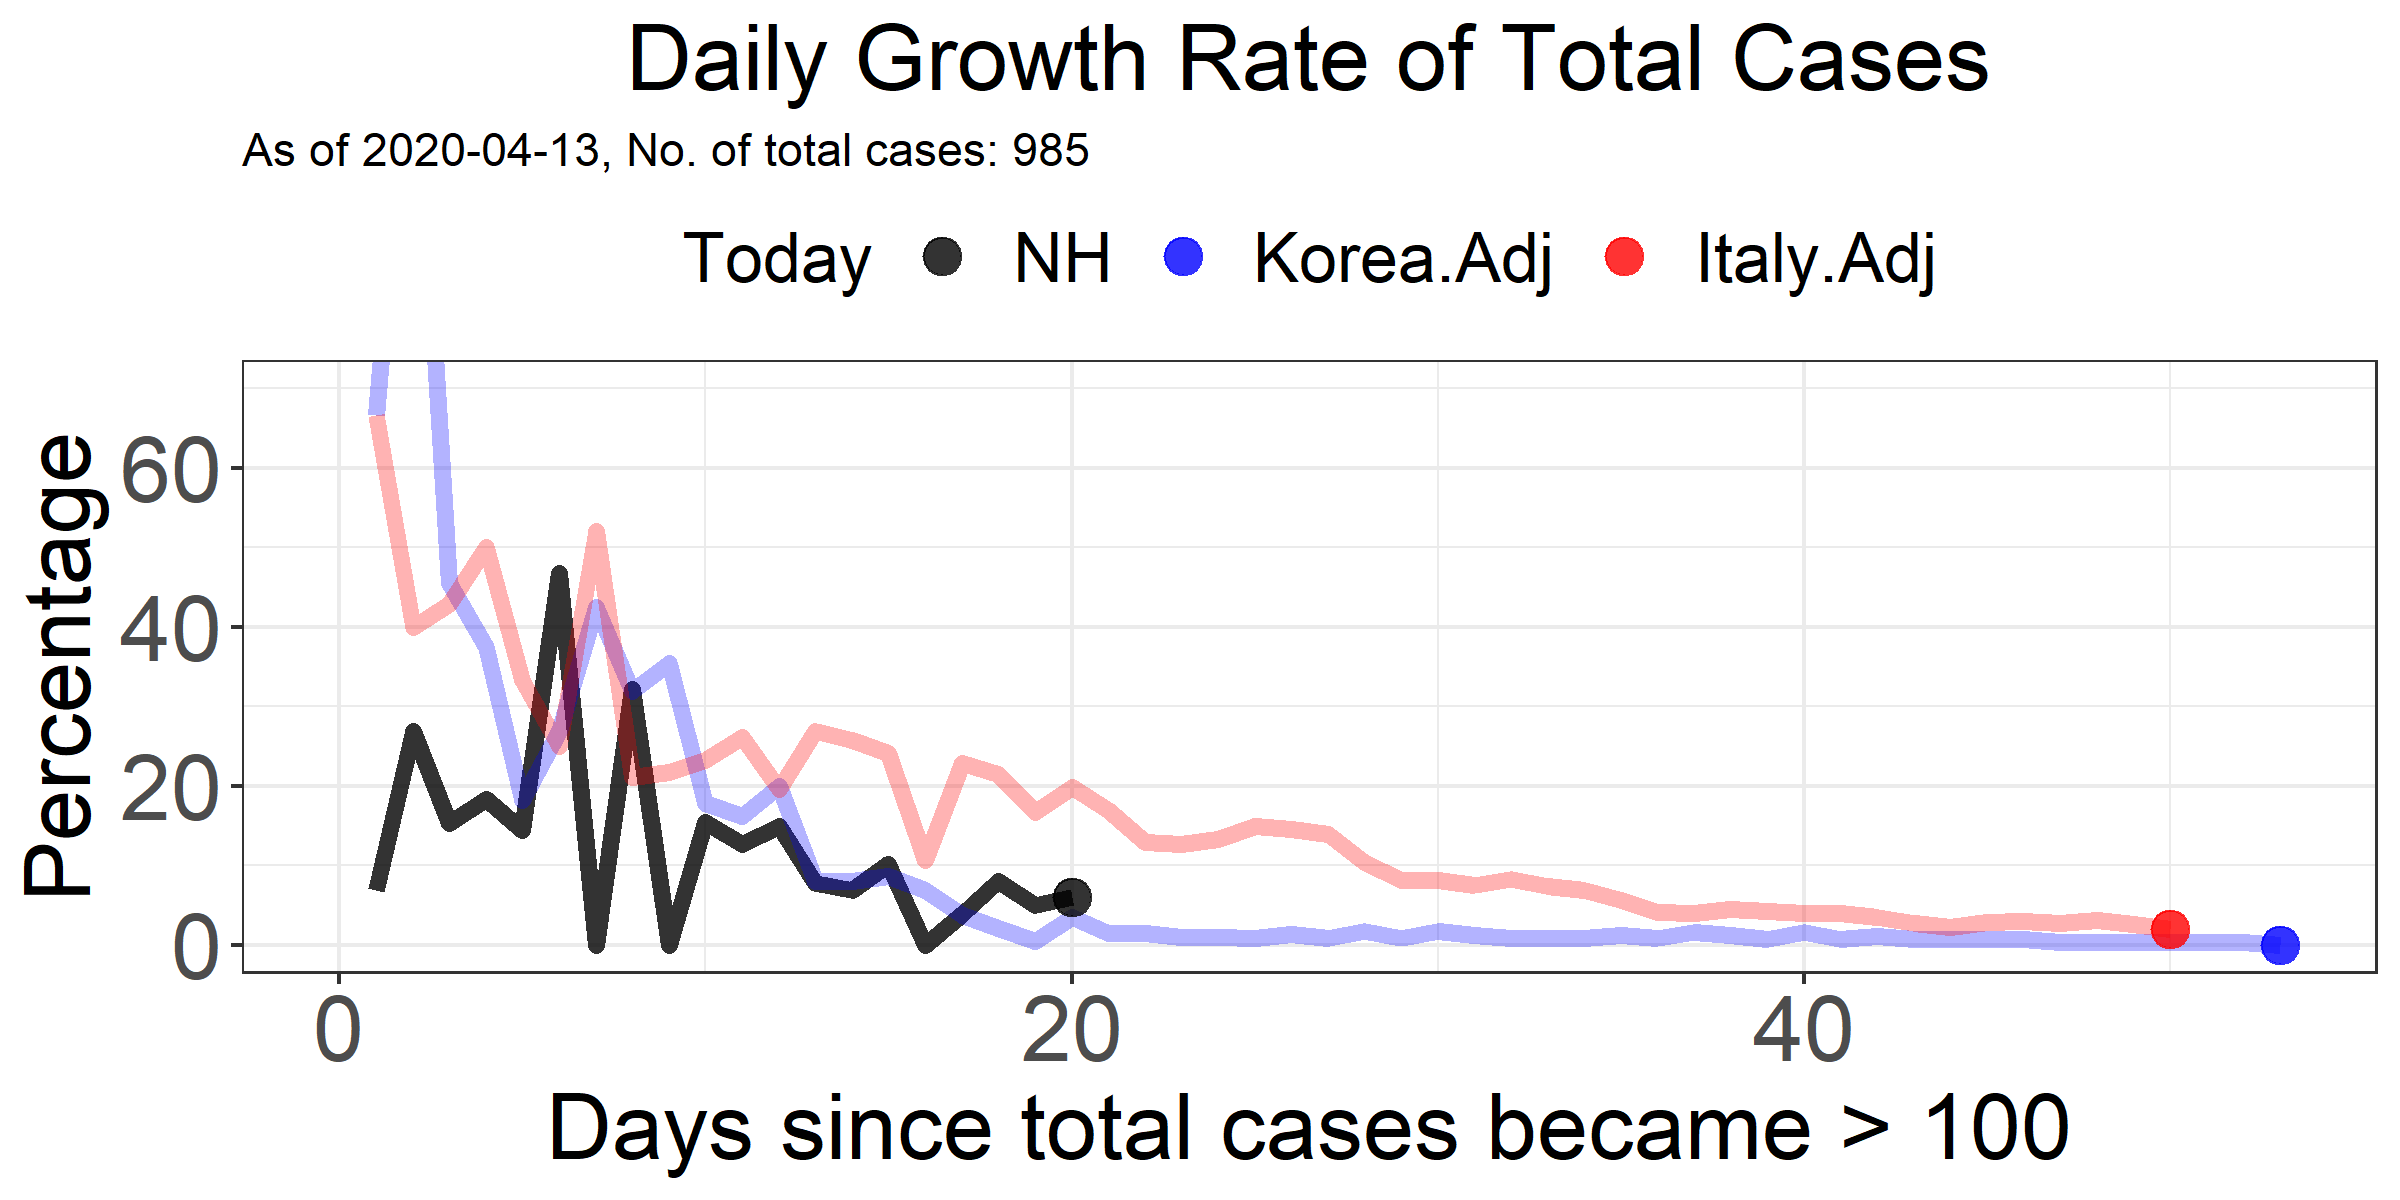 Daily Growth Rate of Total Cases
As of 2020-04-13, No. of total cases: 985
Today NH Korea.Adj Italy.Adj
Percentage
60
40
20
0
0 20 40
Days since total cases became > 100